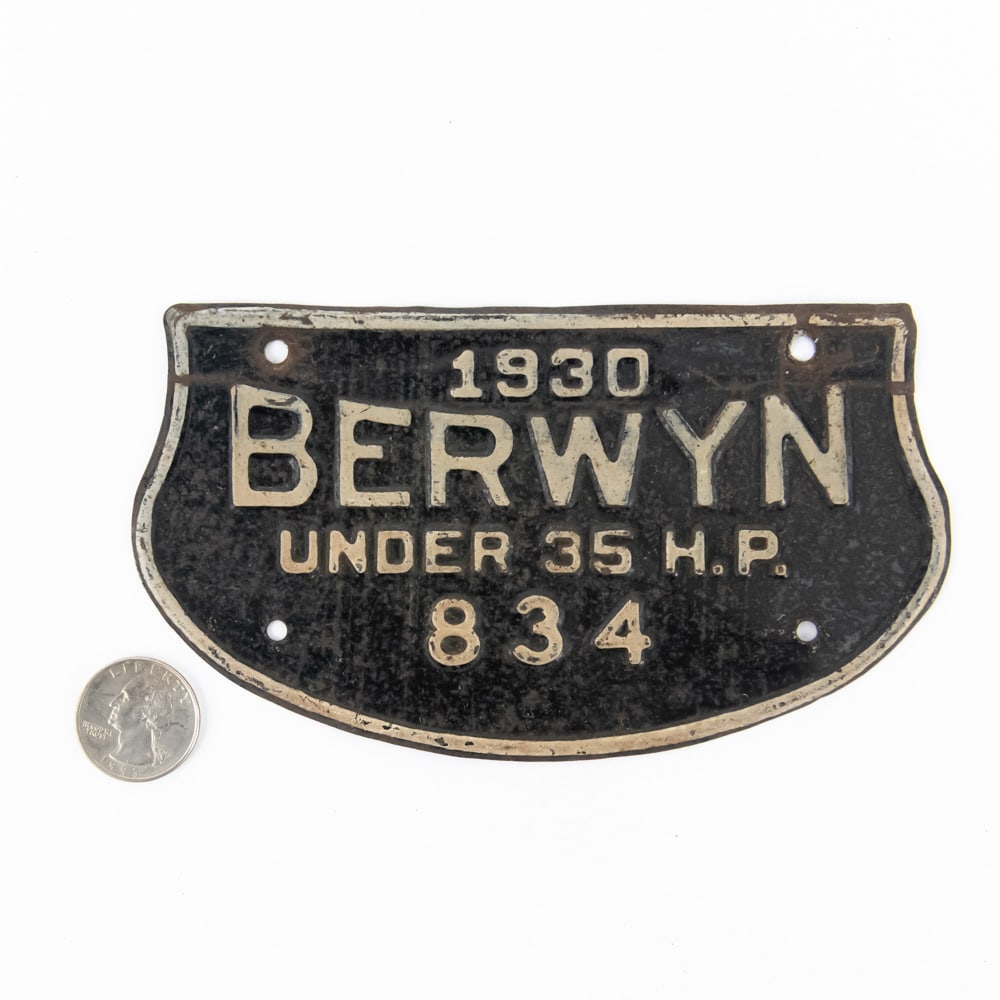 1930
BERWYN
UNDER 35 H.P.
834
LIBERTY